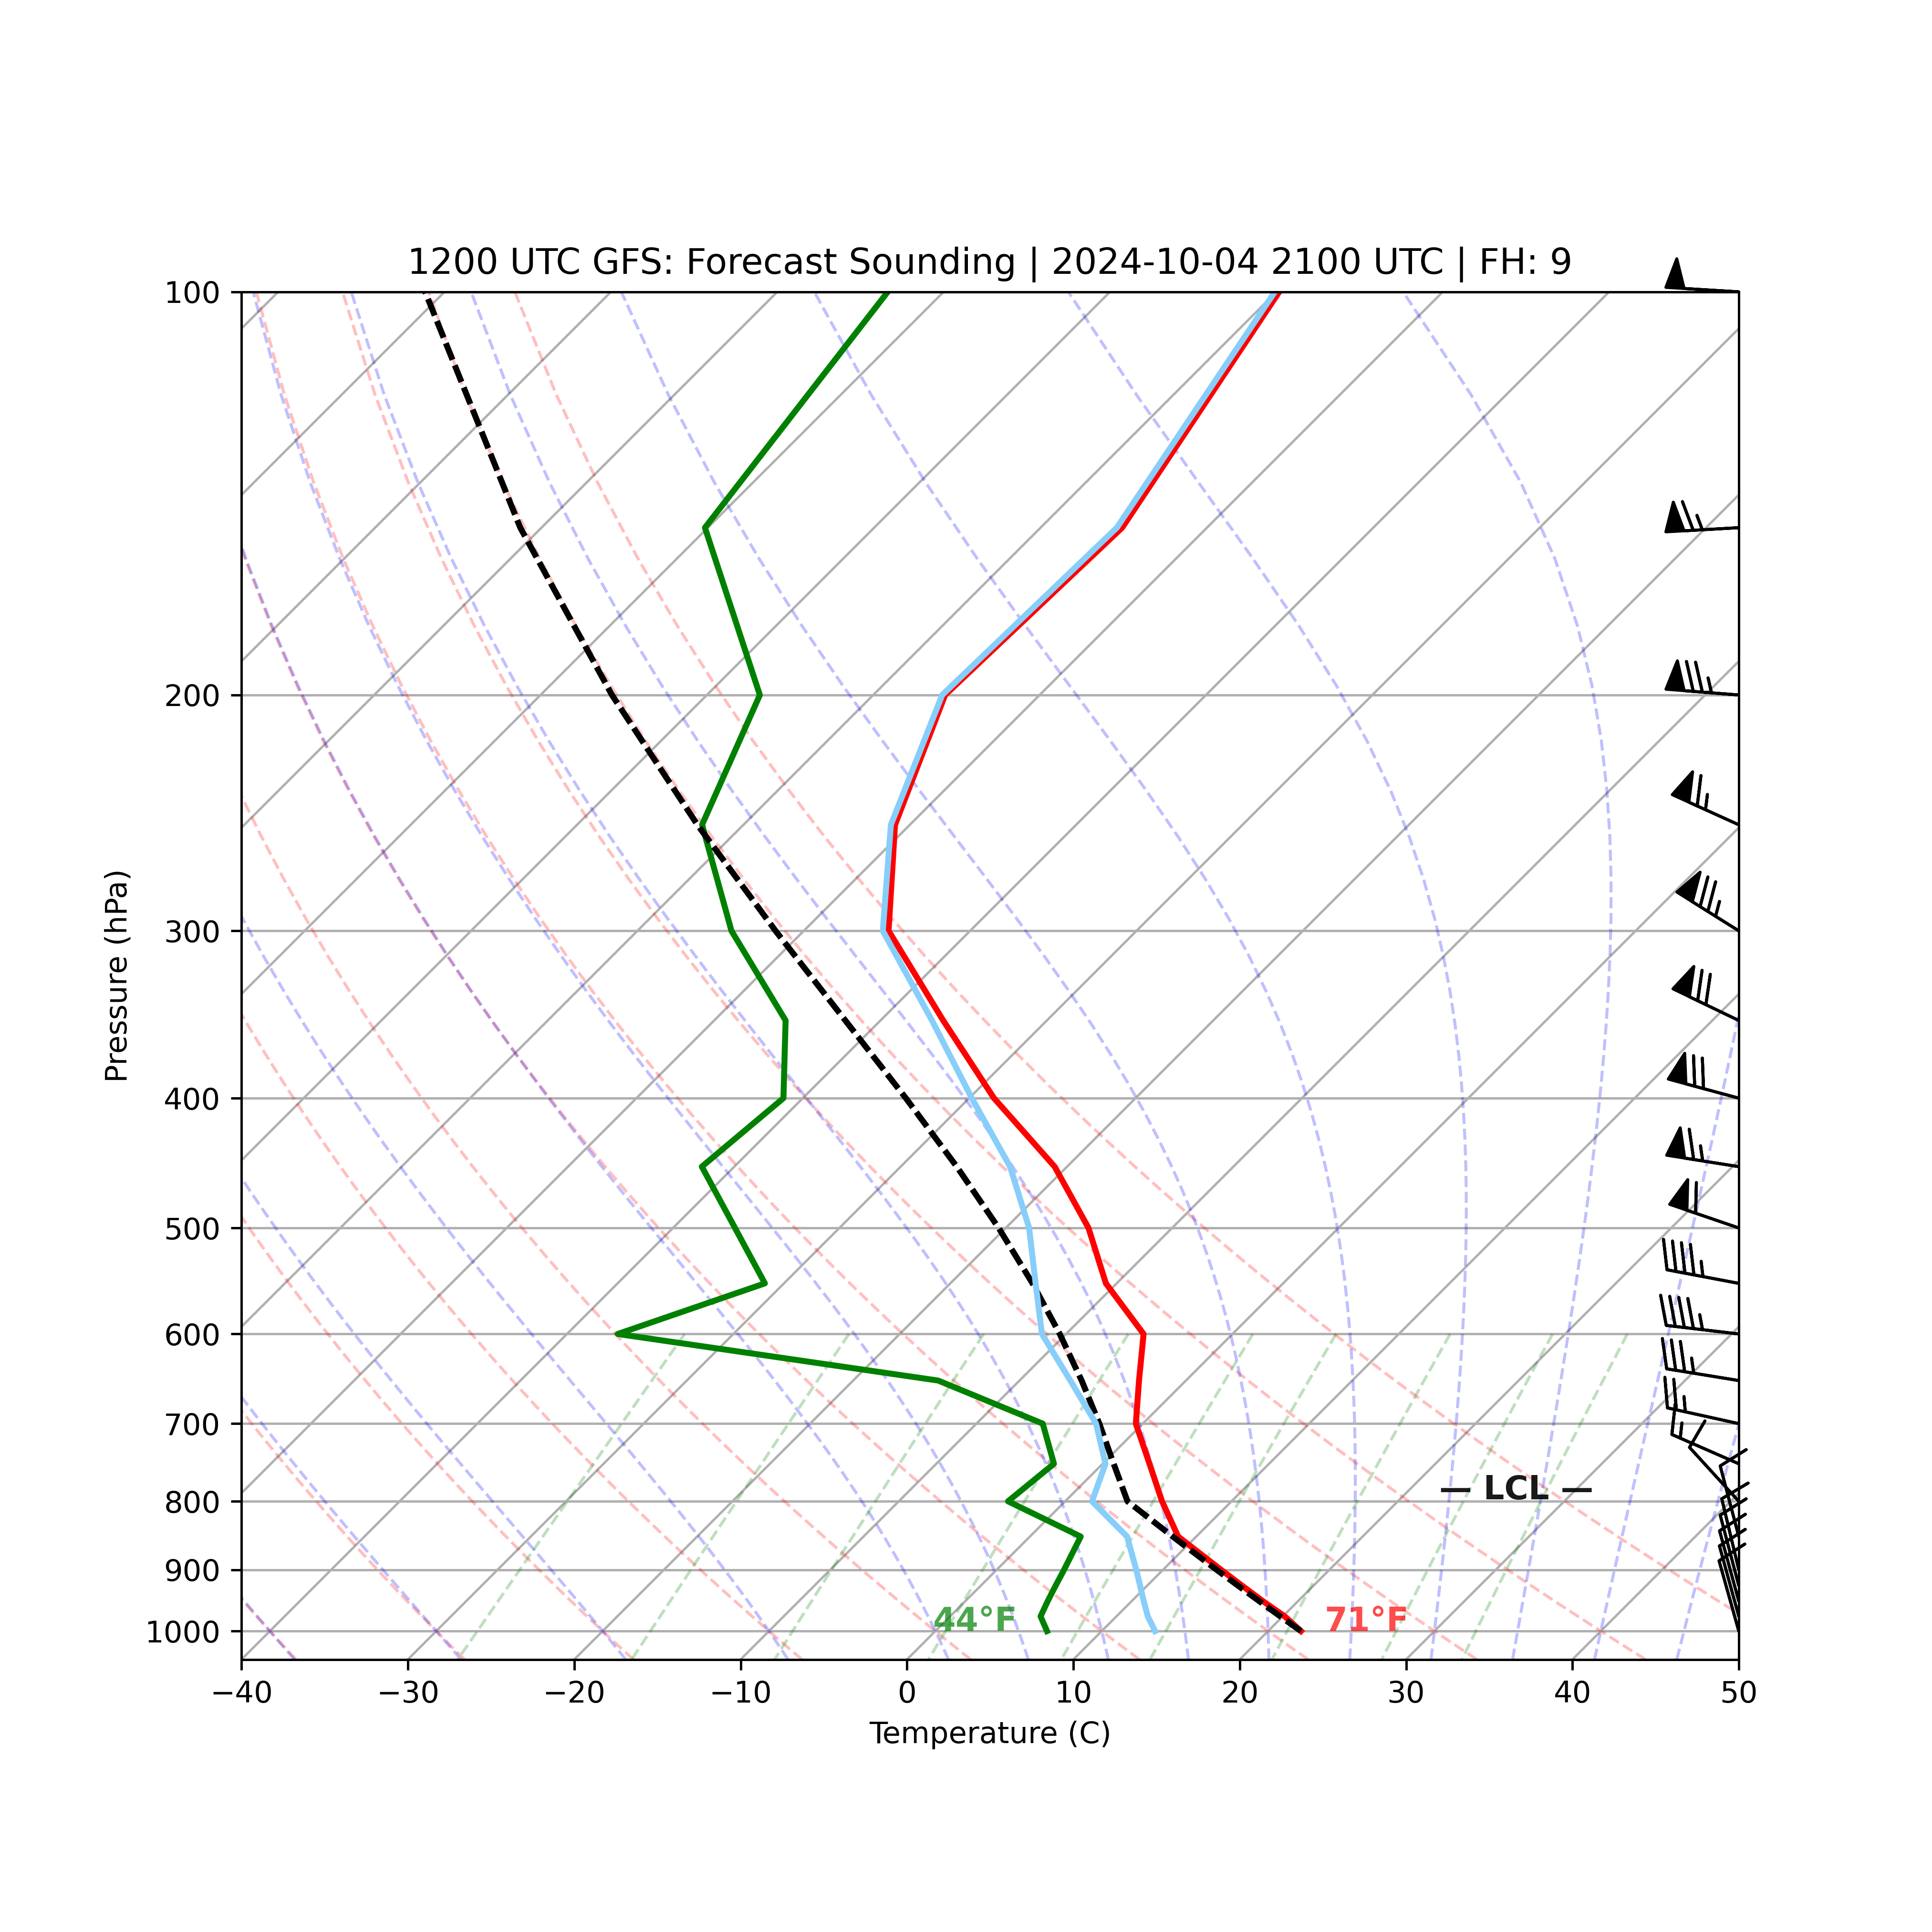 1200 UTC GFS: Forecast Sounding | 2024-10-04 2100 UTC | FH: 9
100
200
300
400
500
600
700
800
900
1000
Pressure (hPa)
— LCL —
44°F
71°F
−40 −30 −20 −10 0 10 20 30 40 50
Temperature (C)